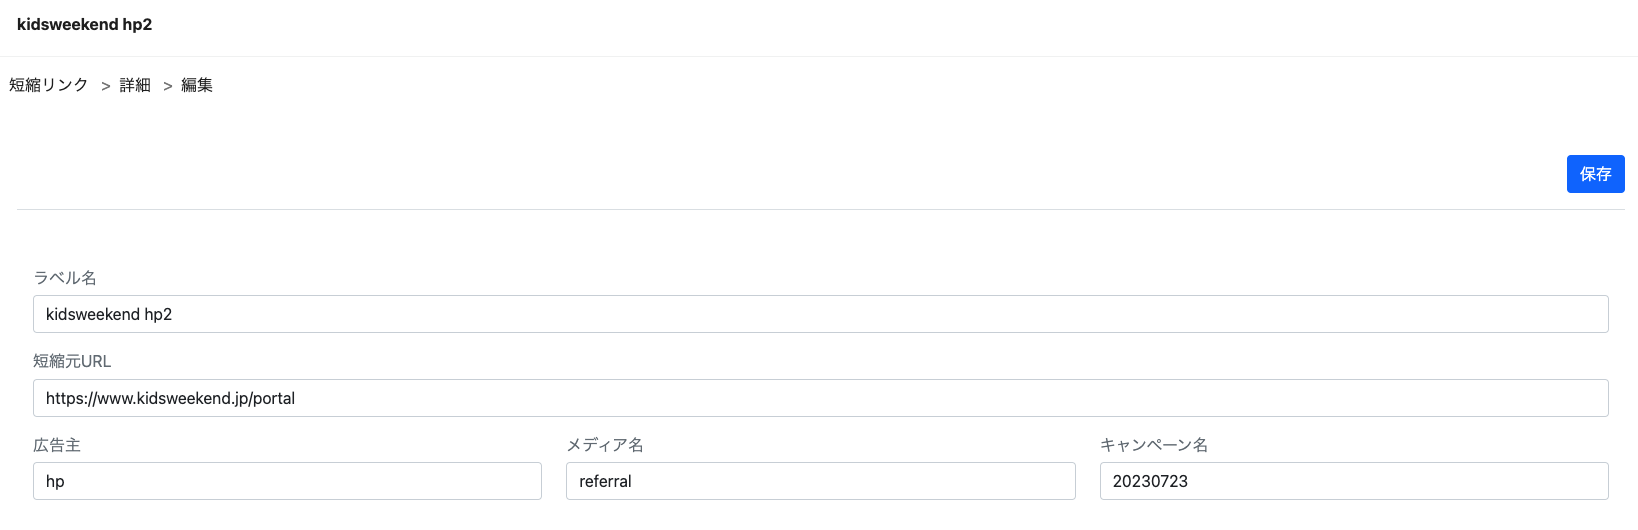 kidsweekend hp2
短縮リンク > 詳細 > 編集
保存
ラベル名
kidsweekend hp2
短縮元URL
https://www.kidsweekend.jp/portal
広告主 メディア名 キャンペーン名
hp referral 20230723